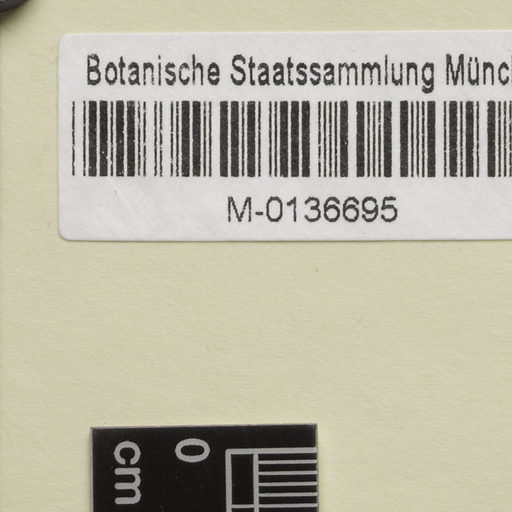 Botanische Staatssammlung Münc
M-0136695
0
cm